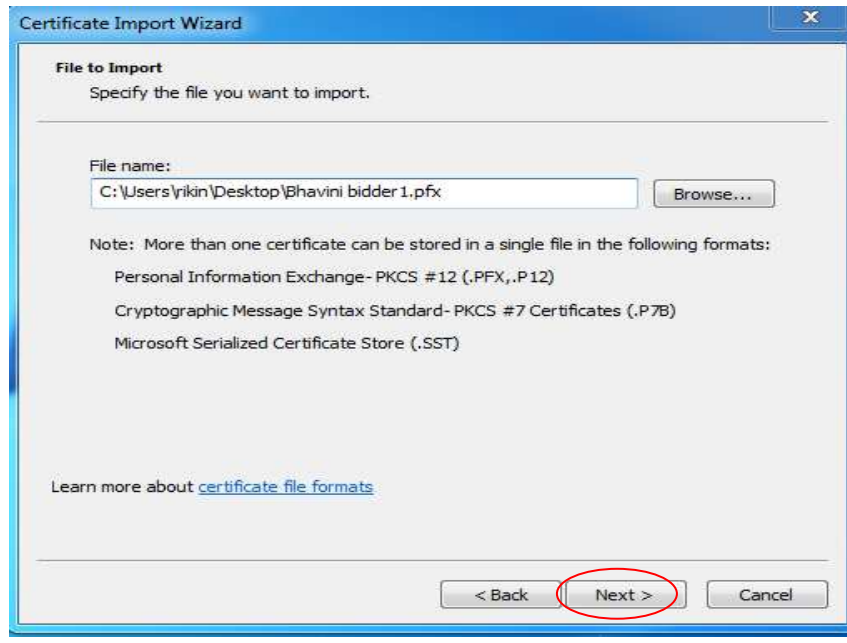 Certificate Import Wizard
File to Import
Specify the file you want to import.
File name:
C:\Users\rikin\Desktop\Bhavini bidder1.pfx
Browse...
Note: More than one certificate can be stored in a single file in the following formats:
Personal Information Exchange- PKCS #12 (.PFX,.P12)
Cryptographic Message Syntax Standard- PKCS #7 Certificates (.P7B)
Microsoft Serialized Certificate Store (.SST)
Learn more about certificate file formats
< Back Next > Cancel